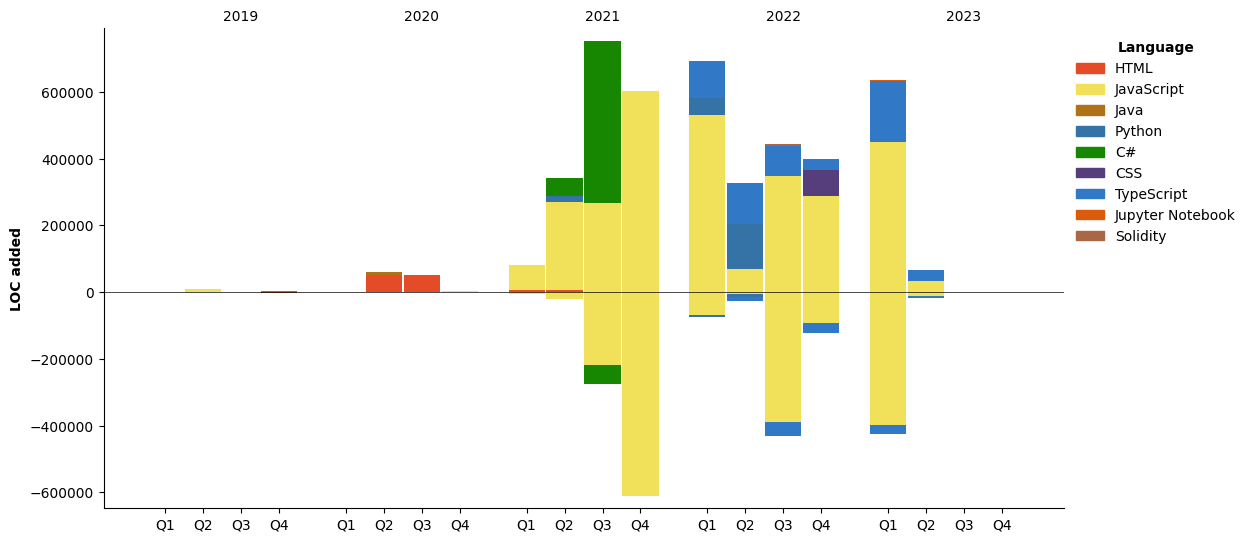 2019 2020 2021 2022 2023
LOC added
600000
400000
200000
0
−200000
−400000
−600000
Q1 Q2 Q3 Q4 Q1 Q2 Q3 Q4 Q1 Q2 Q3 Q4 Q1 Q2 Q3 Q4 Q1 Q2 Q3 Q4
Language
HTML
JavaScript
Java
Python
C#
CSS
TypeScript
Jupyter Notebook
Solidity